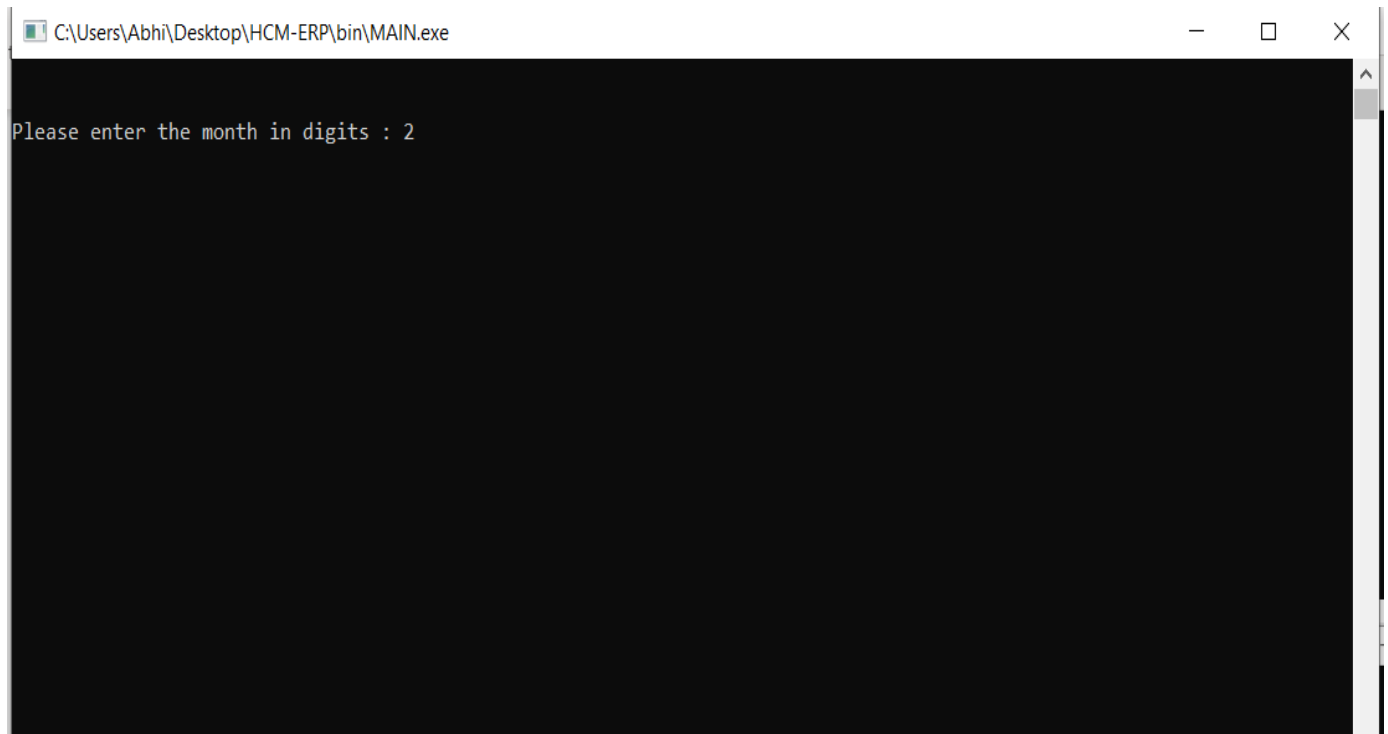 C:\Users\Abhi\Desktop\HCM-ERP\bin\MAIN.exe
Please enter the month in digits : 2